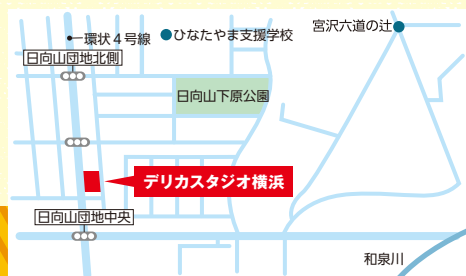 環状4号線
ひなたやま支援学校
宮沢六道の辻
日向山団地北側
日向山下原公園
デリカスタジオ横浜
日向山団地中央
和泉川